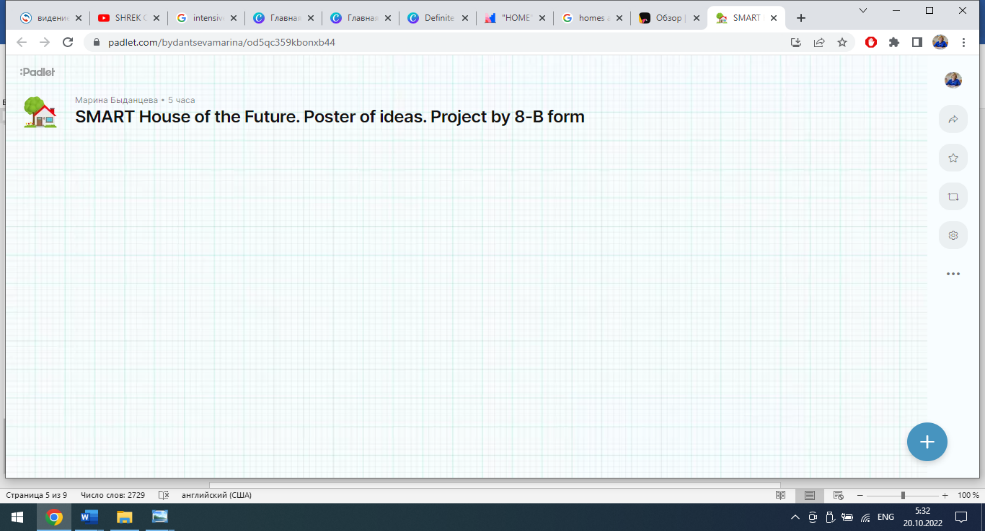 видени
SHREK
intensiv
Главная
Главная
Definite
"HOME"
homes a
Обзор
SMART
padlet.com/bydantsevamarina/od5qc359kbonxb44
:Padlet
Марина Быданцева • 5 часа
SMART House of the Future. Poster of ideas. Project by 8-B form
Страница 5 из 9 Число слов: 2729 английский (США) 100 %
ENG
5:32
20.10.2022